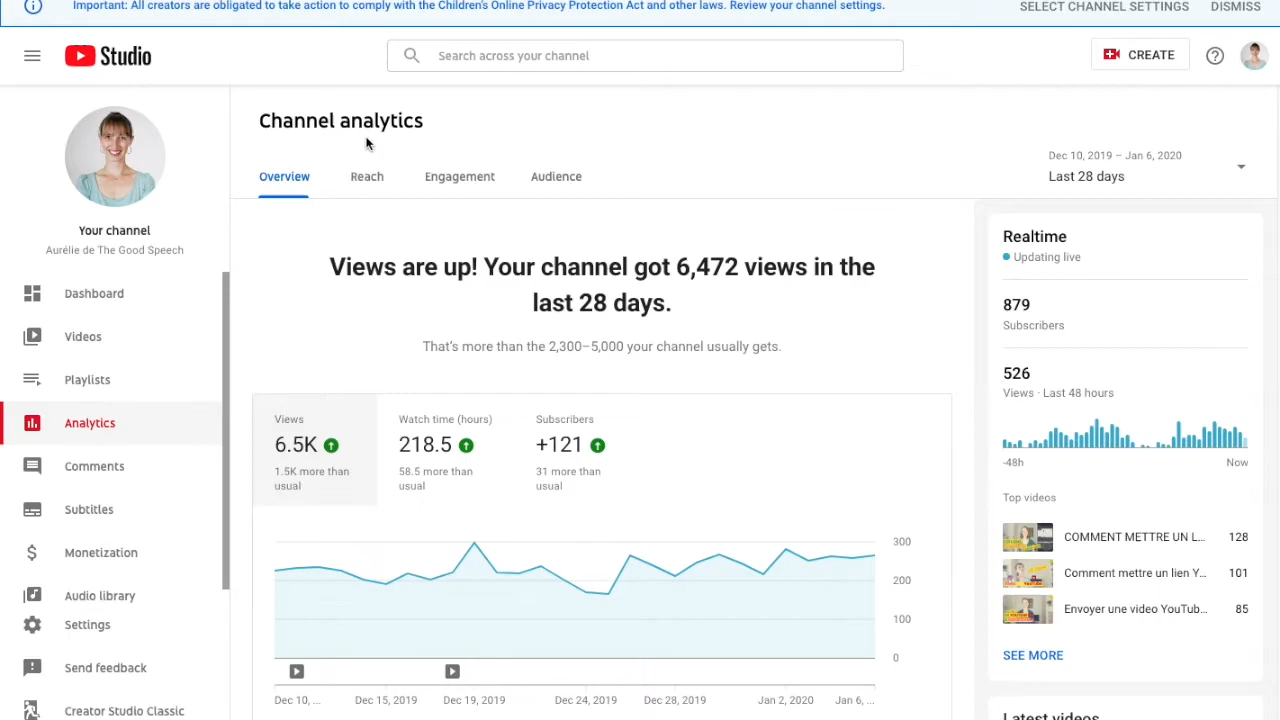 Important: All creators are obligated to take action to comply with the Children's Online Privacy Protection Act and other laws. Review your channel settings.
SELECT CHANNEL SETTINGS
DISMISS
Studio
Search across your channel
CREATE
Your channel
Aurélie de The Good Speech
Dashboard
Videos
Playlists
Analytics
Comments
Subtitles
Monetization
Audio library
Settings
Send feedback
Creator Studio Classic
Channel analytics
Overview
Reach
Engagement
Audience
Dec 10, 2019 – Jan 6, 2020
Last 28 days
Views are up! Your channel got 6,472 views in the
last 28 days.
That's more than the 2,300–5,000 your channel usually gets.
Views
6.5K
1.5K more than
usual
Watch time (hours)
218.5
58.5 more than
usual
Subscribers
+121
31 more than
usual
300
200
100
0
Dec 10, ...
Dec 15, 2019
Dec 19, 2019
Dec 24, 2019
Dec 28, 2019
Jan 2, 2020
Jan 6, ...
Realtime
Updating live
879
Subscribers
526
Views · Last 48 hours
-48h
Now
Top videos
COMMENT METTRE UN L... 128
Comment mettre un lien Y... 101
Envoyer une video YouTub... 85
SEE MORE
Latest videos